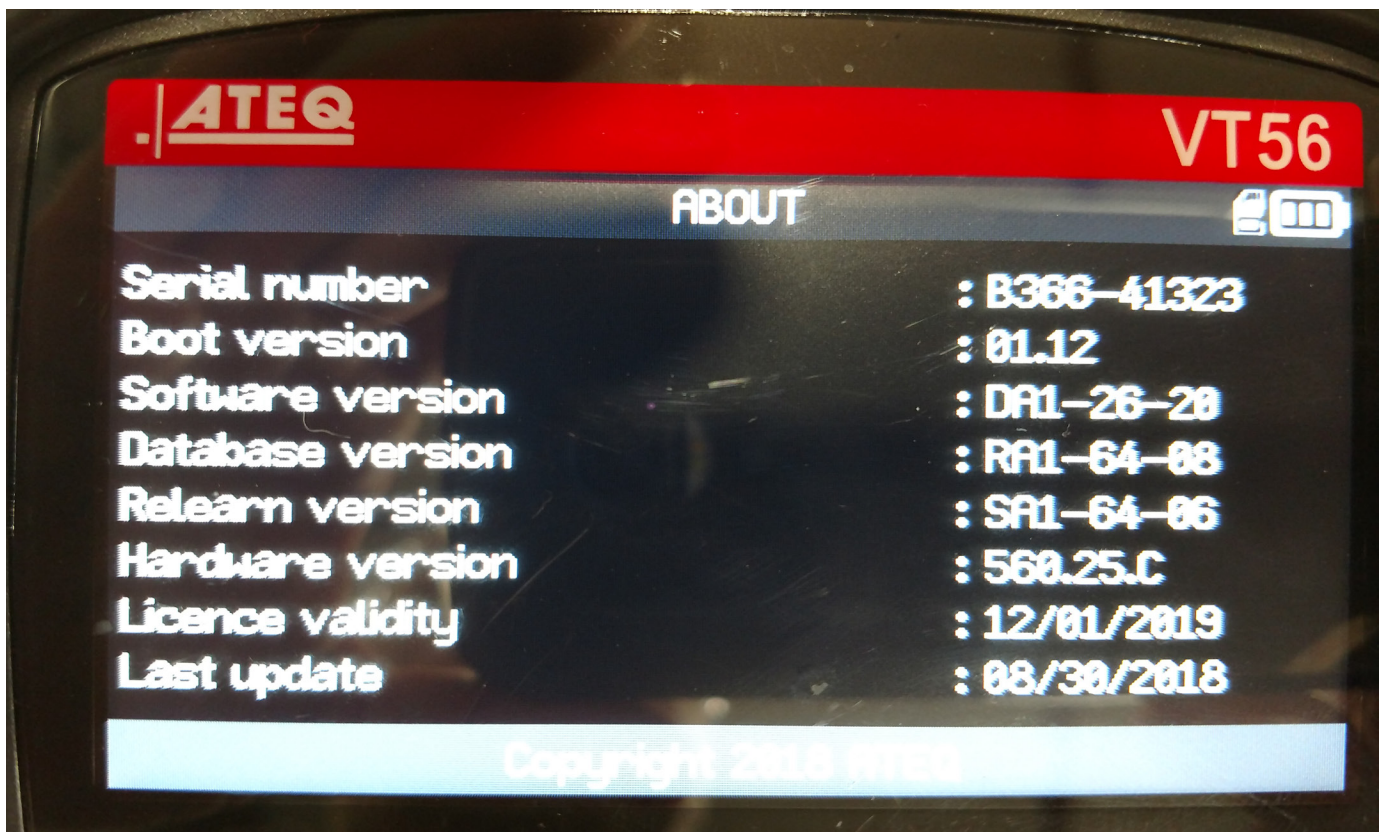 ATEQ VT56
ABOUT
Serial number : B366-41323
Boot version : 01.12
Software version : DA1-26-20
Database version : RA1-64-08
Relearn version : SA1-64-06
Hardware version : 560.25.C
Licence validity : 12/01/2019
Last update : 08/30/2018
Copyright 2018 ATEQ